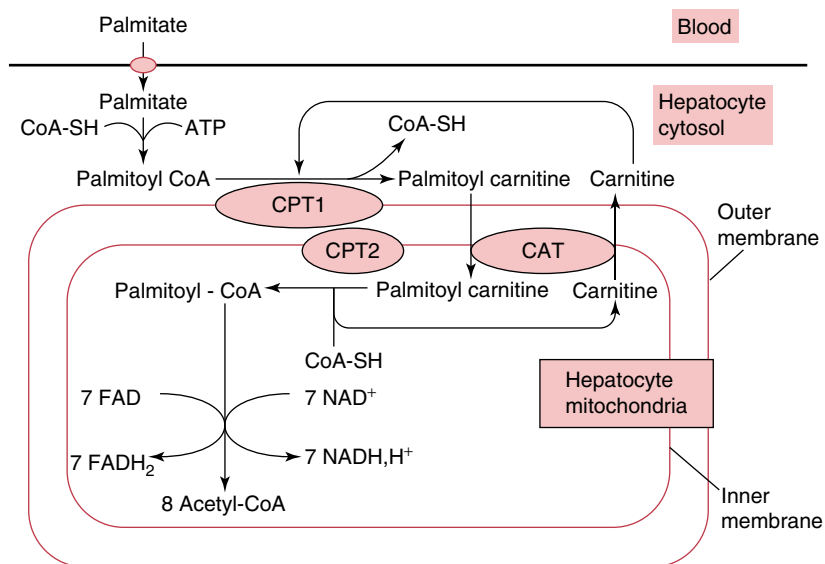 Palmitate
Blood
Palmitate
Hepatocyte
cytosol
CoA-SH
ATP
CoA-SH
Palmitoyl CoA
Palmitoyl carnitine
Carnitine
CPT1
Outer
membrane
CPT2
CAT
Palmitoyl - CoA
Palmitoyl carnitine
Carnitine
CoA-SH
Hepatocyte
mitochondria
7 FAD
7 NAD⁺
7 FADH₂
7 NADH,H⁺
8 Acetyl-CoA
Inner
membrane